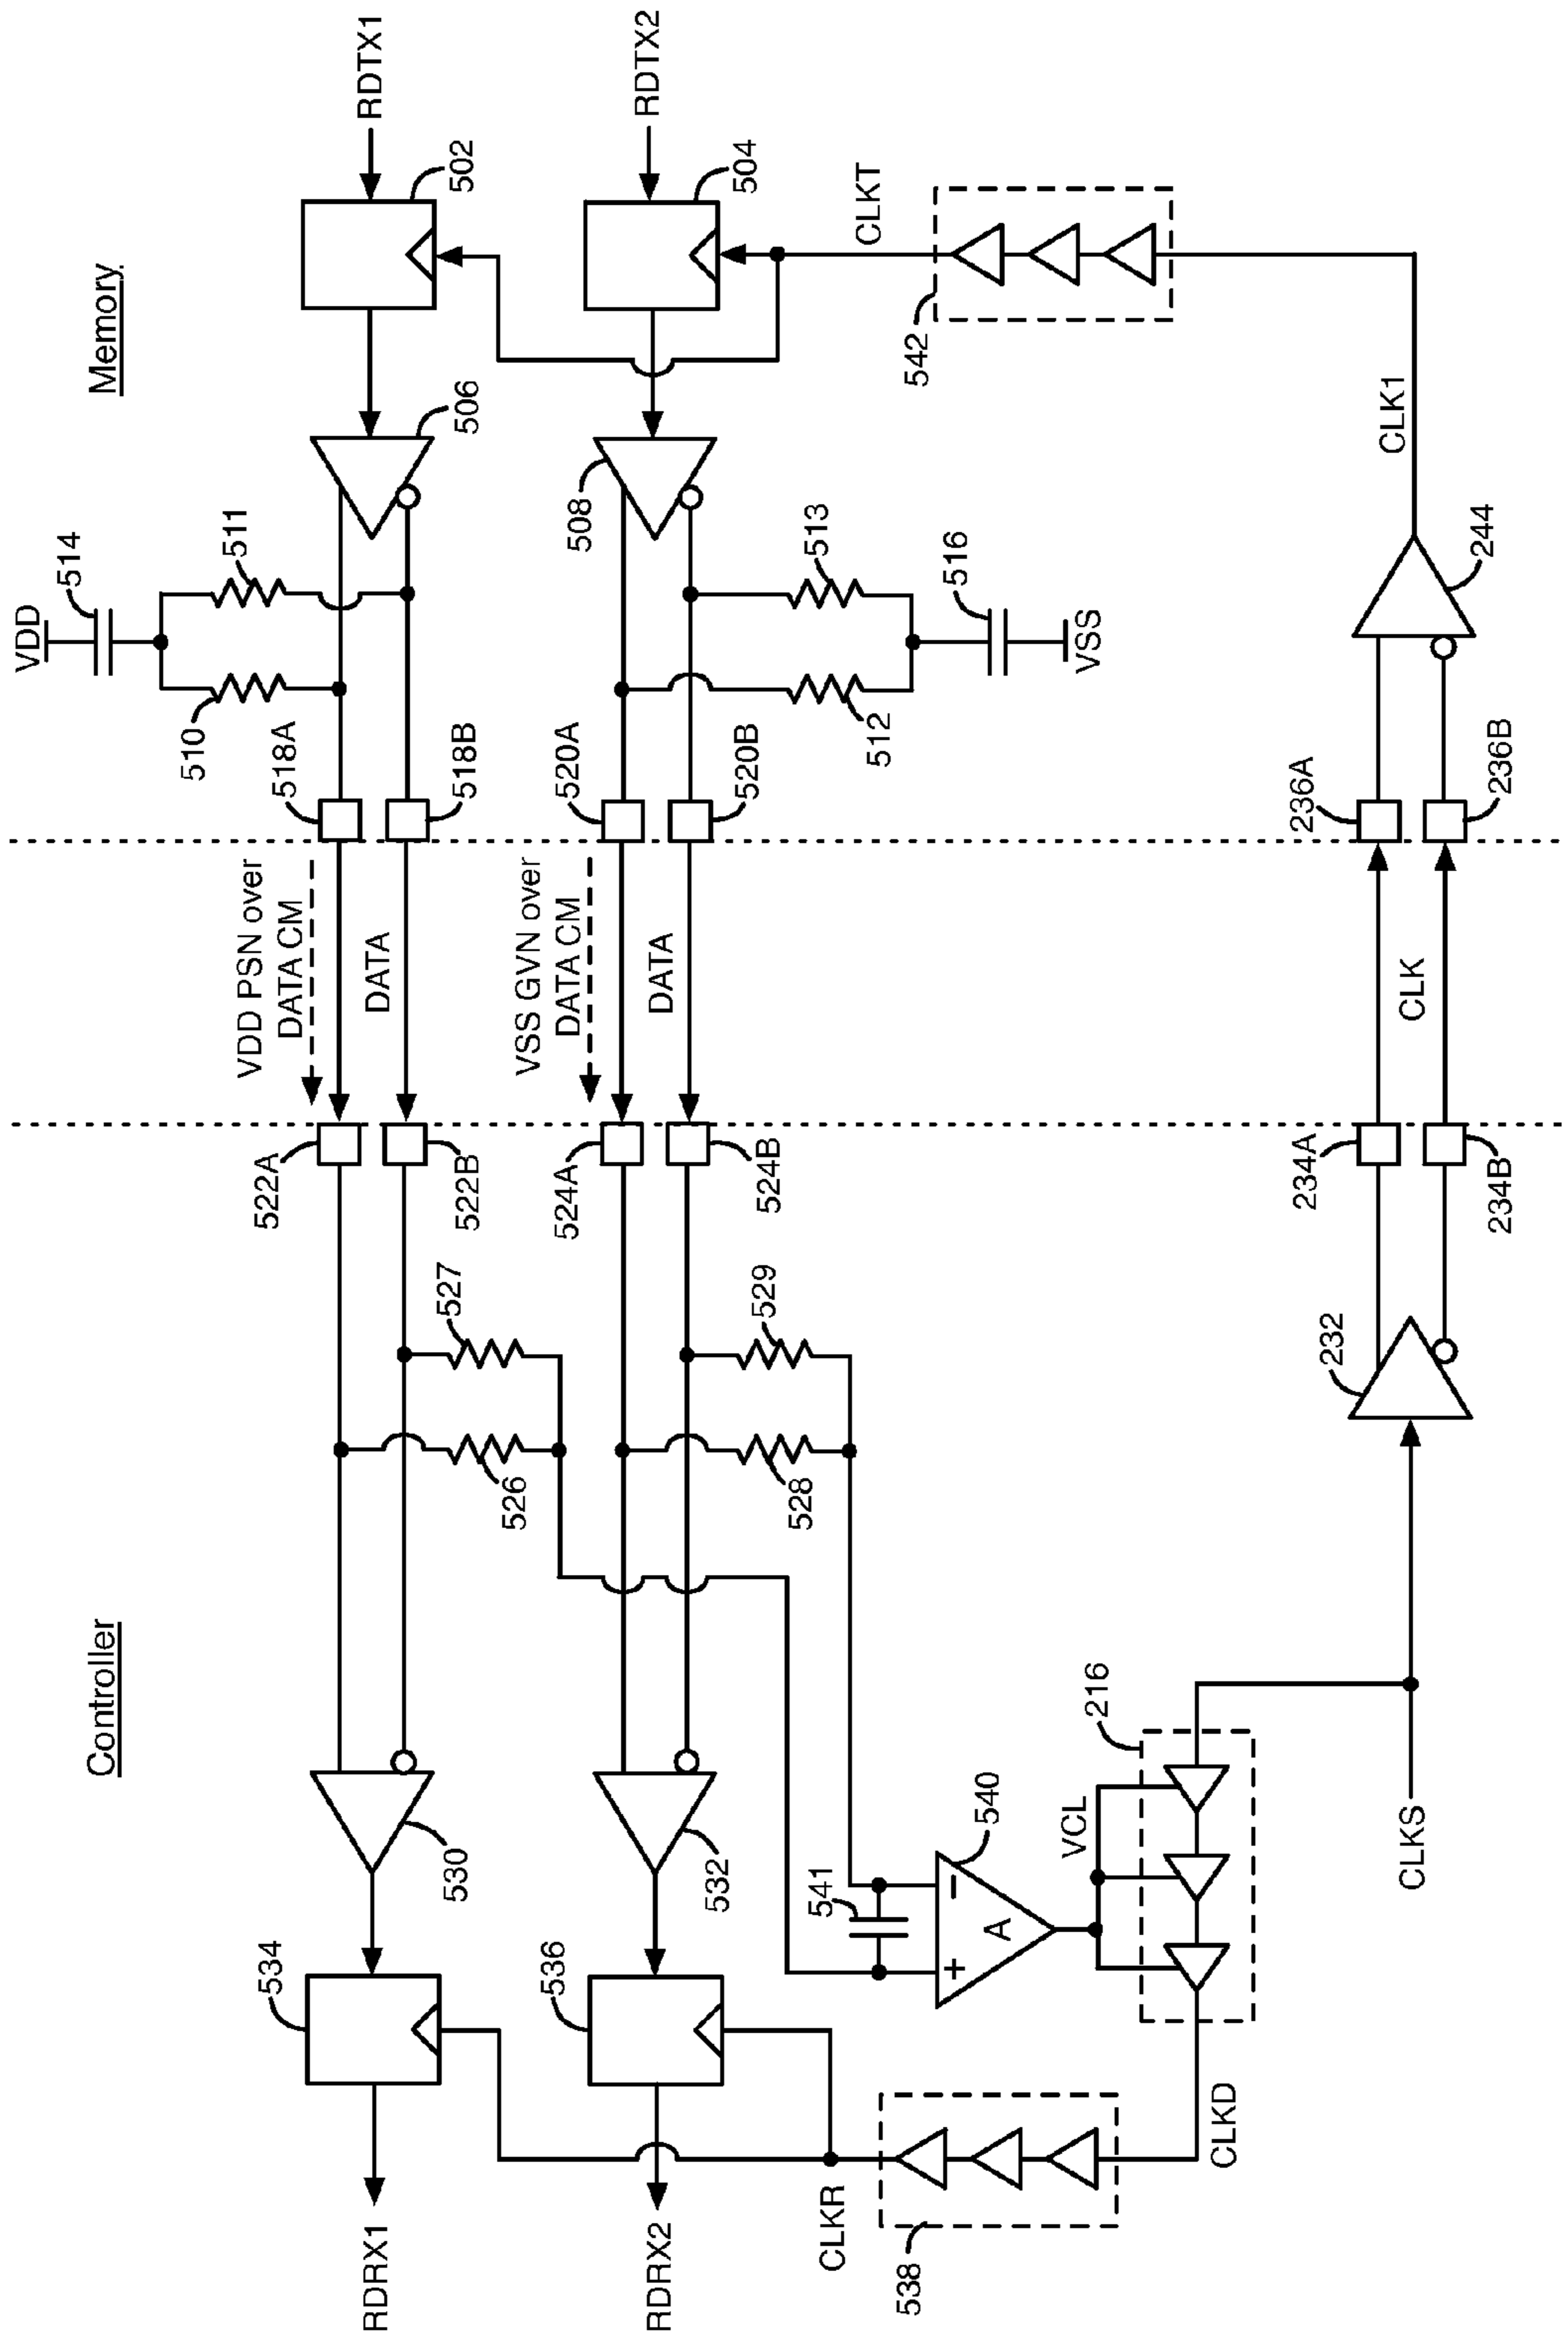 Controller
Memory
VDD
514
510
511
518A
518B
506
502
RDTX1
VDD PSN over
DATA CM
DATA
522A
522B
527
526
530
534
RDRX1
508
504
RDTX2
520A
520B
513
512
516
VSS
VSS GVN over
DATA CM
DATA
524A
524B
529
528
532
536
RDRX2
CLKR
538
541
+
−
A
540
VCL
216
CLKD
CLKS
232
234A
234B
CLK
236A
236B
244
CLK1
542
CLKT